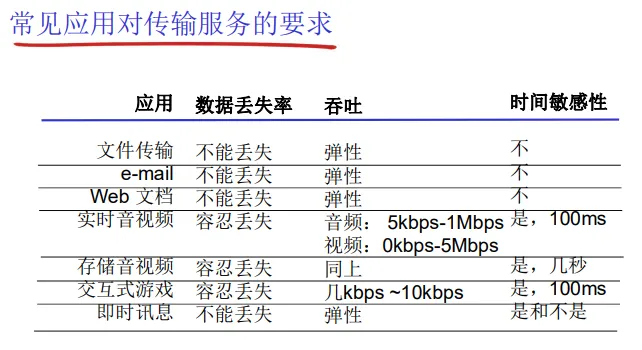 常见应用对传输服务的要求
应用 数据丢失率 吞吐 时间敏感性
文件传输 不能丢失 弹性 不
e-mail 不能丢失 弹性 不
Web 文档 不能丢失 弹性 不
实时音视频 容忍丢失 音频： 5kbps-1Mbps 是，100ms
视频：0kbps-5Mbps
存储音视频 容忍丢失 同上 是，几秒
交互式游戏 容忍丢失 几kbps ~10kbps 是，100ms
即时讯息 不能丢失 弹性 是和不是